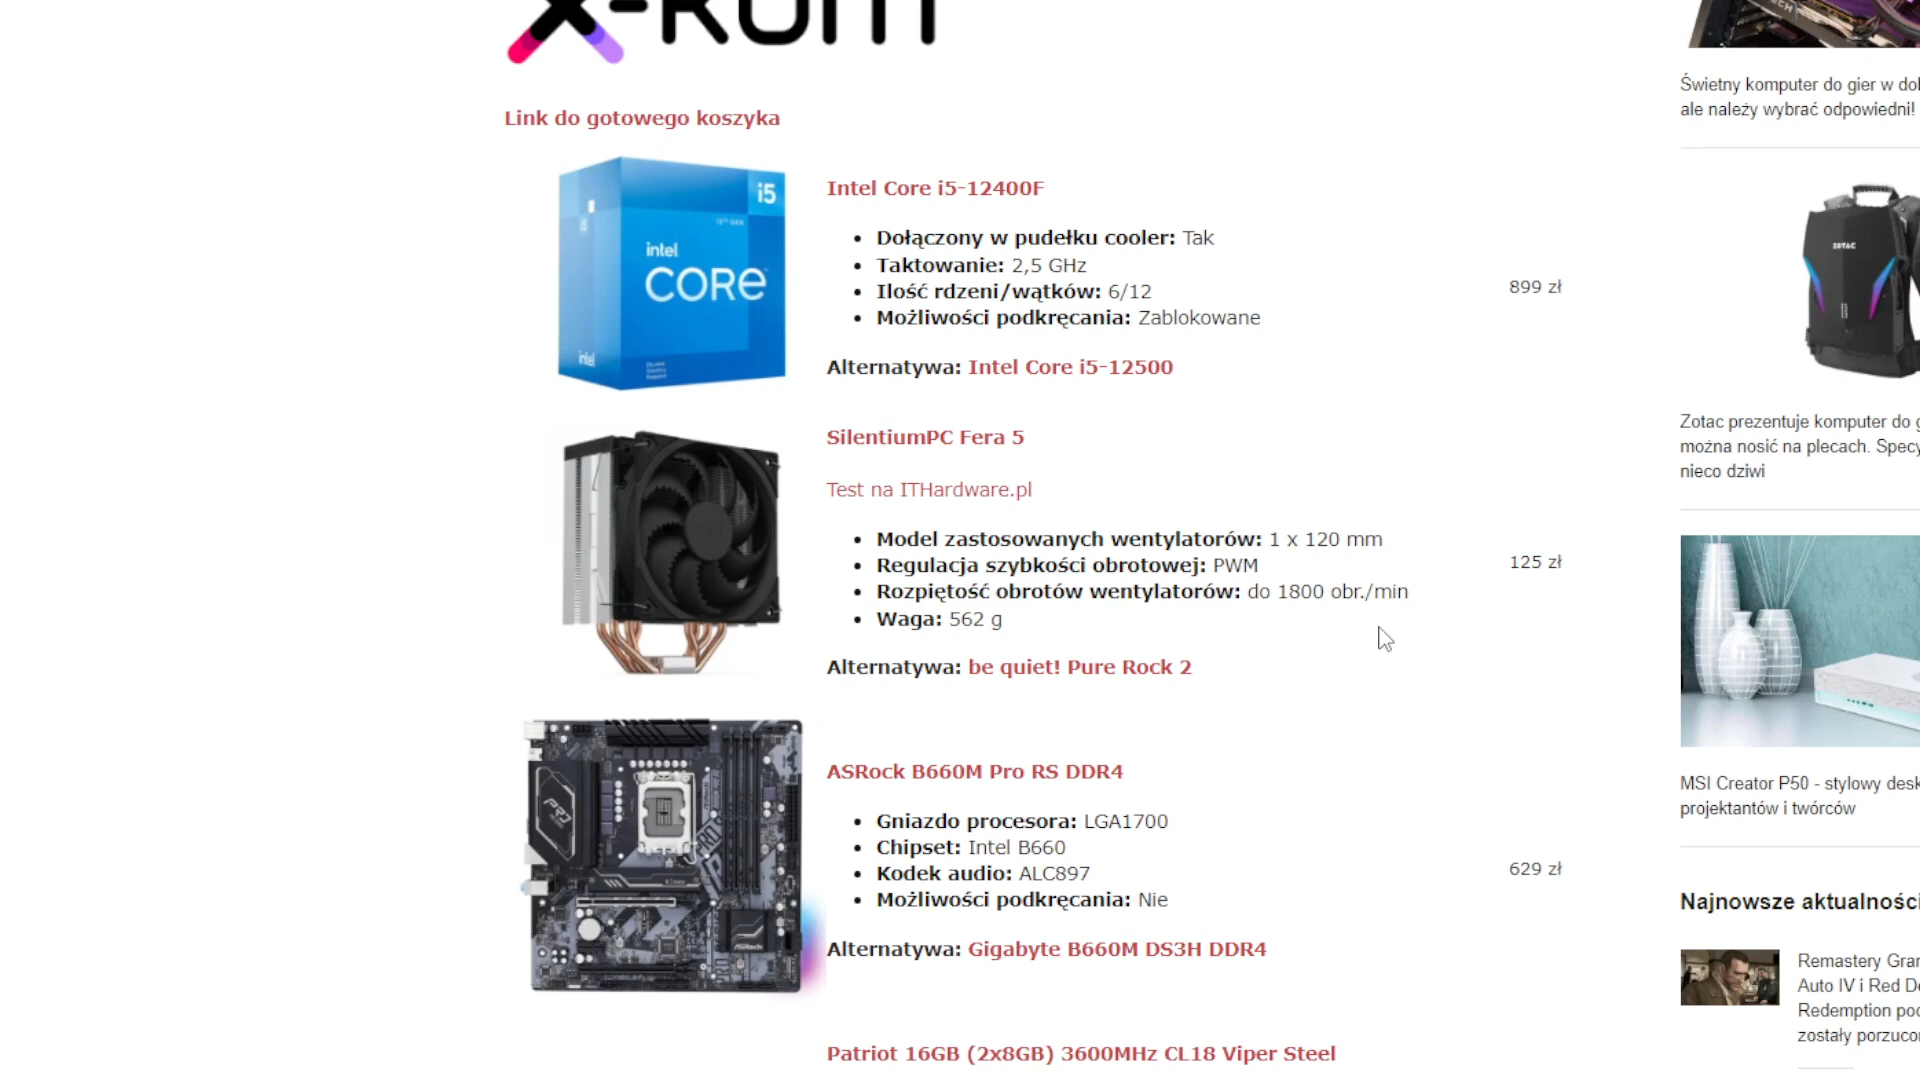 x-kom
Link do gotowego koszyka
i5
intel
CORE
intel
Intel Core i5-12400F
Dołączony w pudełku cooler: Tak
Taktowanie: 2,5 GHz
Ilość rdzeni/wątków: 6/12
Możliwości podkręcania: Zablokowane
Alternatywa: Intel Core i5-12500
899 zł
SilentiumPC Fera 5
Test na ITHardware.pl
Model zastosowanych wentylatorów: 1 x 120 mm
Regulacja szybkości obrotowej: PWM
Rozpiętość obrotów wentylatorów: do 1800 obr./min
Waga: 562 g
Alternatywa: be quiet! Pure Rock 2
125 zł
ASRock B660M Pro RS DDR4
Gniazdo procesora: LGA1700
Chipset: Intel B660
Kodek audio: ALC897
Możliwości podkręcania: Nie
Alternatywa: Gigabyte B660M DS3H DDR4
629 zł
Patriot 16GB (2x8GB) 3600MHz CL18 Viper Steel
Świetny komputer do gier w
ale należy wybrać odpowiedni!
ZOTAC
Zotac prezentuje komputer do
można nosić na plecach.
nieco dziwi
MSI Creator P50 - stylowy
projektantów i twórców
Najnowsze aktualności
Remastery
Auto IV i Red
Redemption
zostały